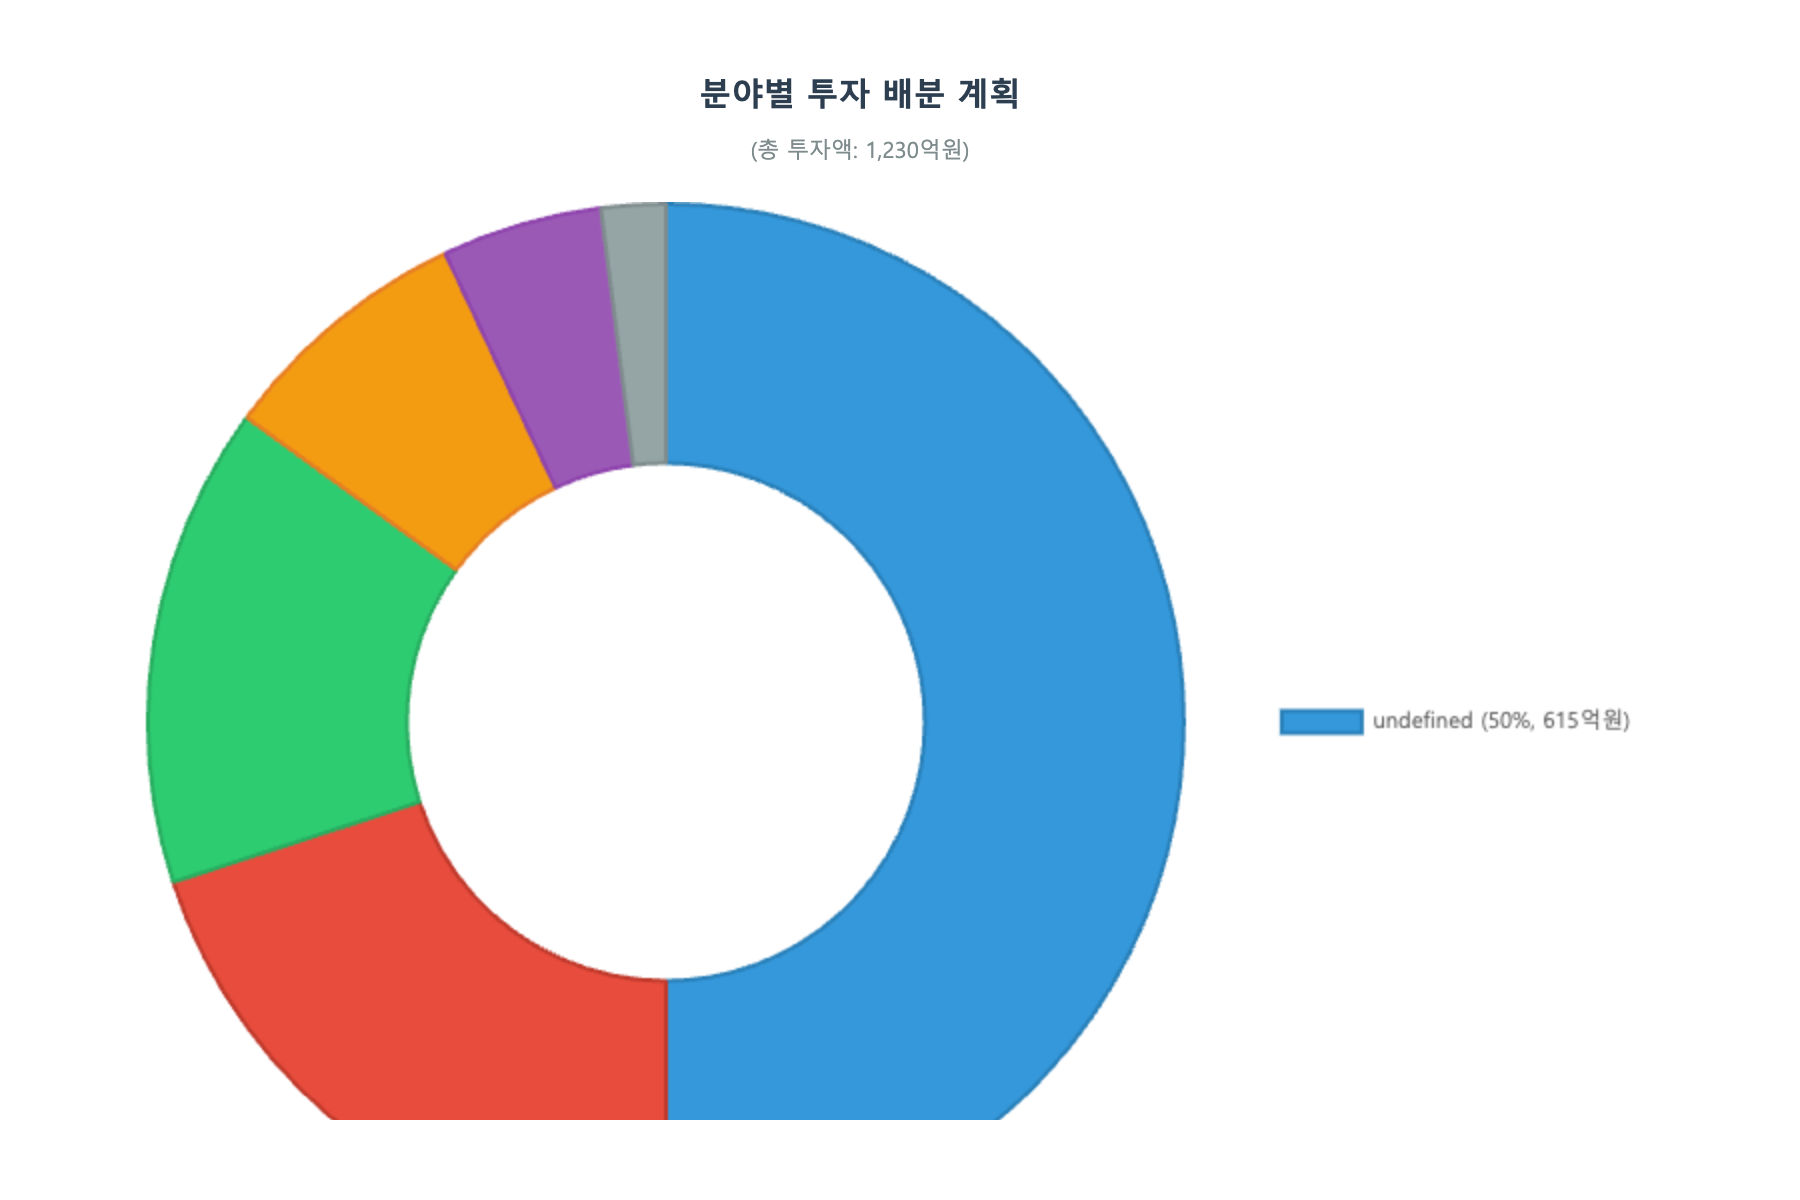 분야별 투자 배분 계획
(총 투자액: 1,230억원)
undefined (50%, 615억원)